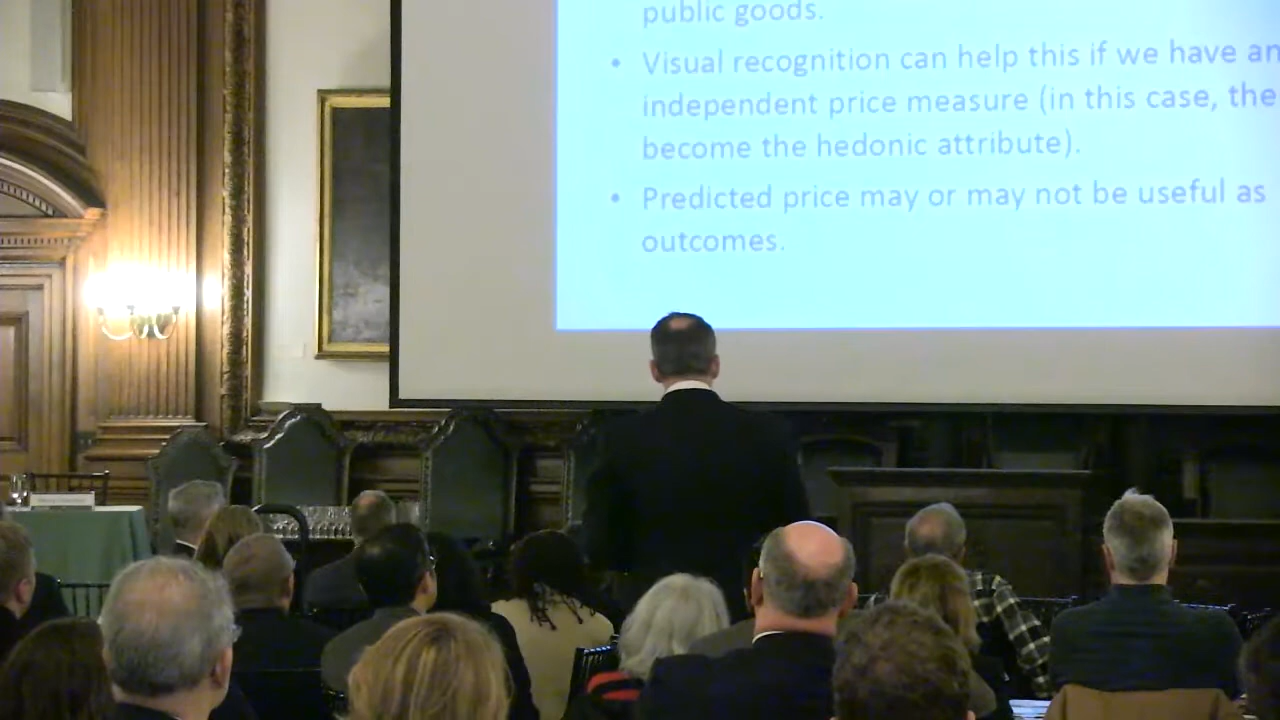 public goods.
• Visual recognition can help this if we have an
independent price measure (in this case, the
become the hedonic attribute).
• Predicted price may or may not be useful as
outcomes.